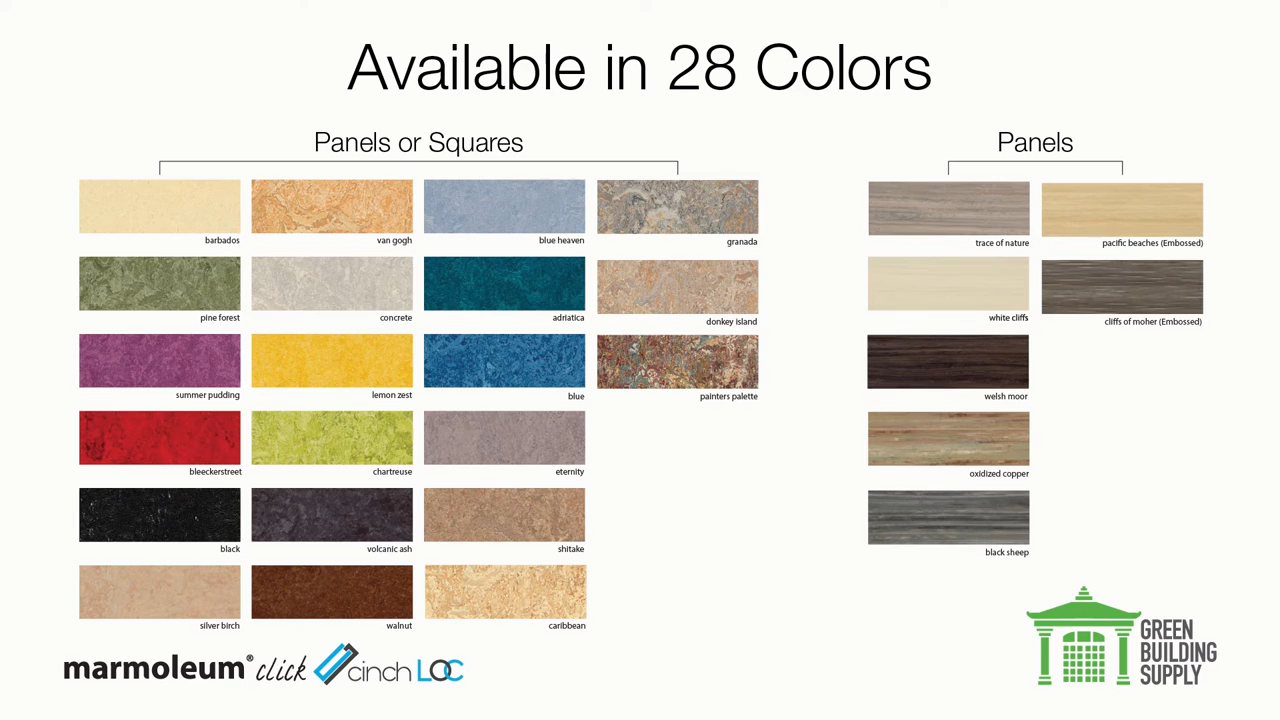 Available in 28 Colors
Panels or Squares
barbados
van gogh
blue heaven
granada
pine forest
concrete
adriatica
donkey island
summer pudding
lemon zest
blue
painters palette
bleeckerstreet
chartreuse
eternity
black
volcanic ash
shitake
silver birch
walnut
caribbean
Panels
trace of nature
pacific beaches (Embossed)
white cliffs
cliffs of moher (Embossed)
welsh moor
oxidized copper
black sheep
marmoleum® click cinch LOC
GREEN
BUILDING
SUPPLY